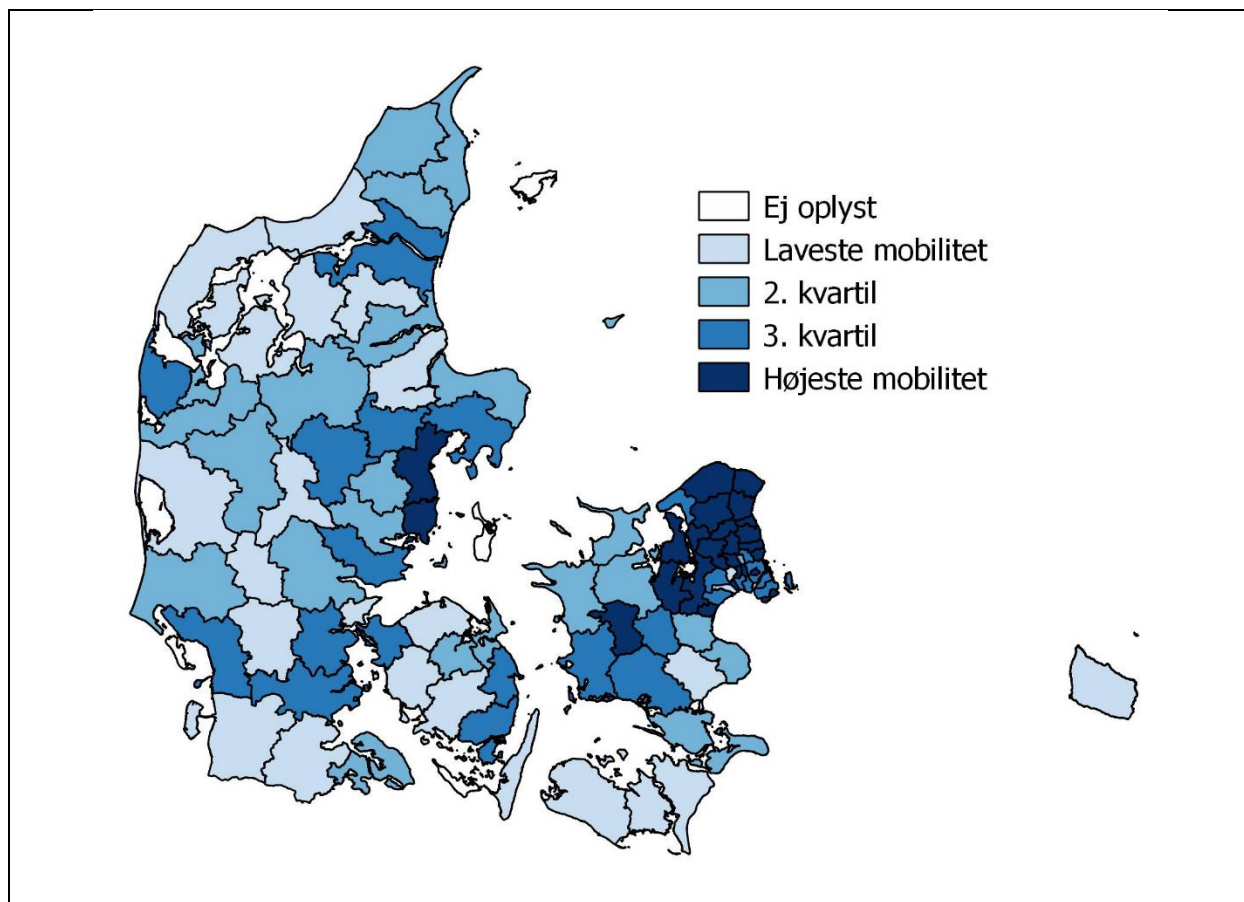 Ej oplyst
Laveste mobilitet
2. kvartil
3. kvartil
Højeste mobilitet